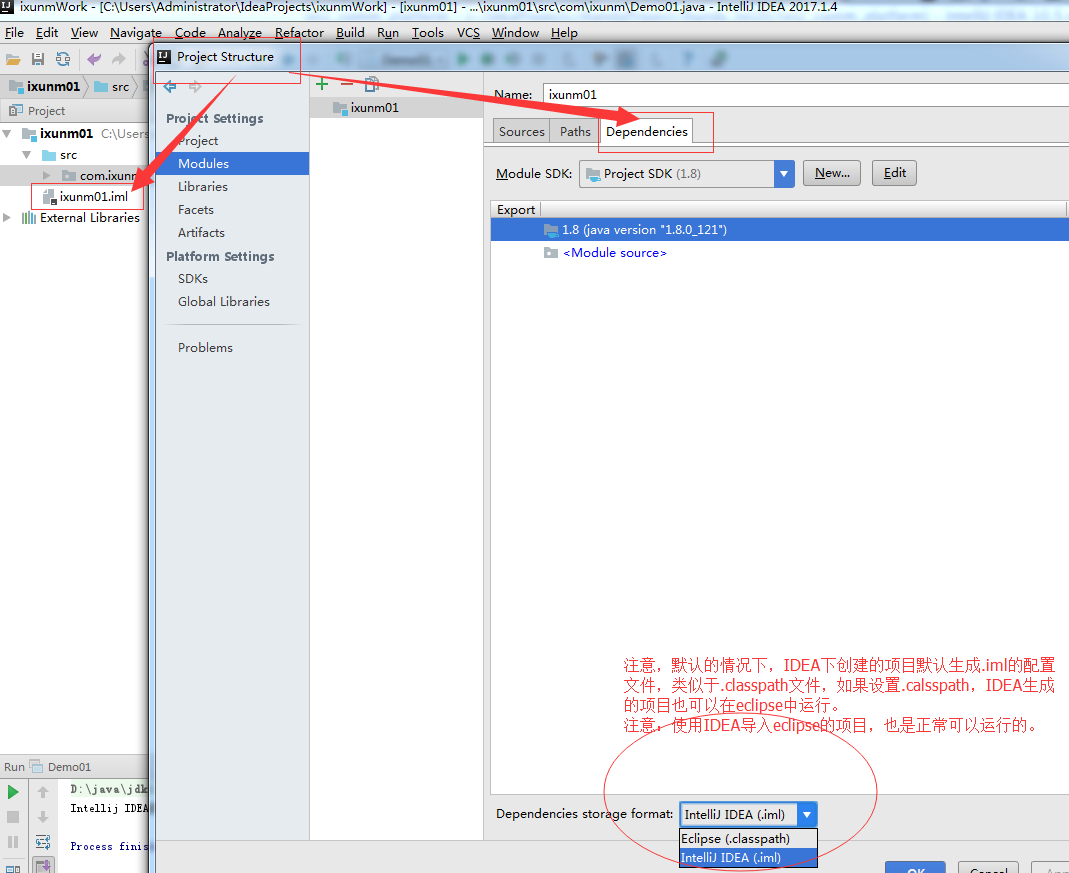 ixunmWork - [C:\Users\Administrator\IdeaProjects\ixunmWork] - [ixunm01] - ...\ixunm01\src\com\ixunm\Demo01.java - IntelliJ IDEA 2017.1.4
File Edit View Navigate Code Analyze Refactor Build Run Tools VCS Window Help
Project Structure
ixunm01 src
Name: ixunm01
Project
ixunm01
Project Settings
Sources Paths Dependencies
ixunm01 C:\Users
Project
src
Modules
Module SDK: Project SDK (1.8) New... Edit
com.ixunm
Libraries
ixunm01.iml
Facets
Export
External Libraries
Artifacts
1.8 (java version "1.8.0_121")
Platform Settings
<Module source>
SDKs
Global Libraries
Problems
注意，默认的情况下，IDEA下创建的项目默认生成.iml的配置
文件，类似于.classpath文件，如果设置.calsspath，IDEA生成
的项目也可以在eclipse中运行。
注意：使用IDEA导入eclipse的项目，也是正常可以运行的。
Run Demo01
D:\java\jdk
Intellij IDEA
Process finis
Dependencies storage format: IntelliJ IDEA (.iml)
Eclipse (.classpath)
IntelliJ IDEA (.iml)
OK Cancel